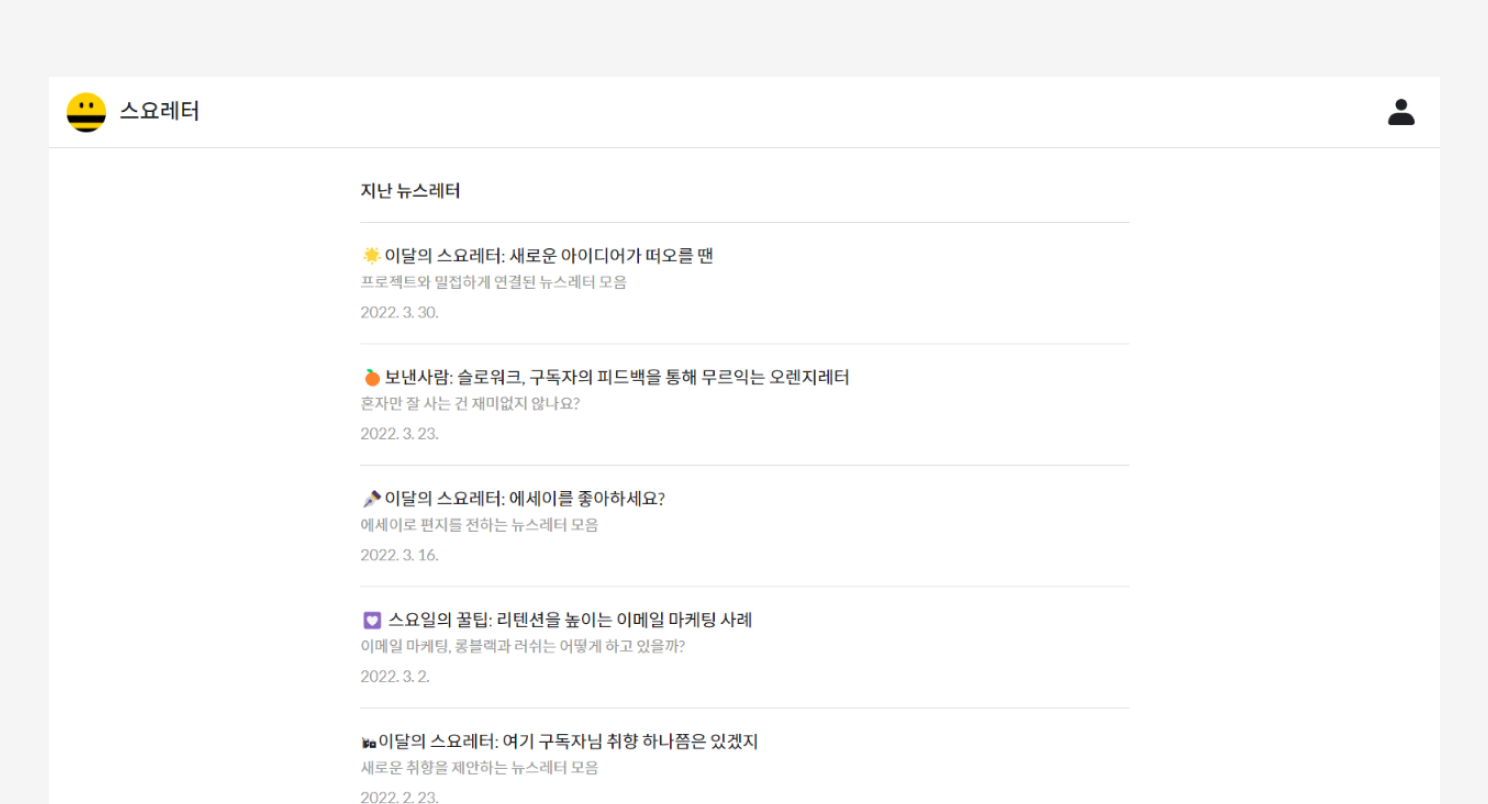 스요레터
지난 뉴스레터
🌟 이달의 스요레터: 새로운 아이디어가 떠오를 땐
프로젝트와 밀접하게 연결된 뉴스레터 모음
2022. 3. 30.
🍊 보낸사람: 슬로워크, 구독자의 피드백을 통해 무르익는 오렌지레터
혼자만 잘 사는 건 재미없지 않나요?
2022. 3. 23.
이달의 스요레터: 에세이를 좋아하세요?
에세이로 편지를 전하는 뉴스레터 모음
2022. 3. 16.
💟 스요일의 꿀팁: 리텐션을 높이는 이메일 마케팅 사례
이메일 마케팅, 롱블랙과 러쉬는 어떻게 하고 있을까?
2022. 3. 2.
이달의 스요레터: 여기 구독자님 취향 하나쯤은 있겠지
새로운 취향을 제안하는 뉴스레터 모음
2022. 2. 23.